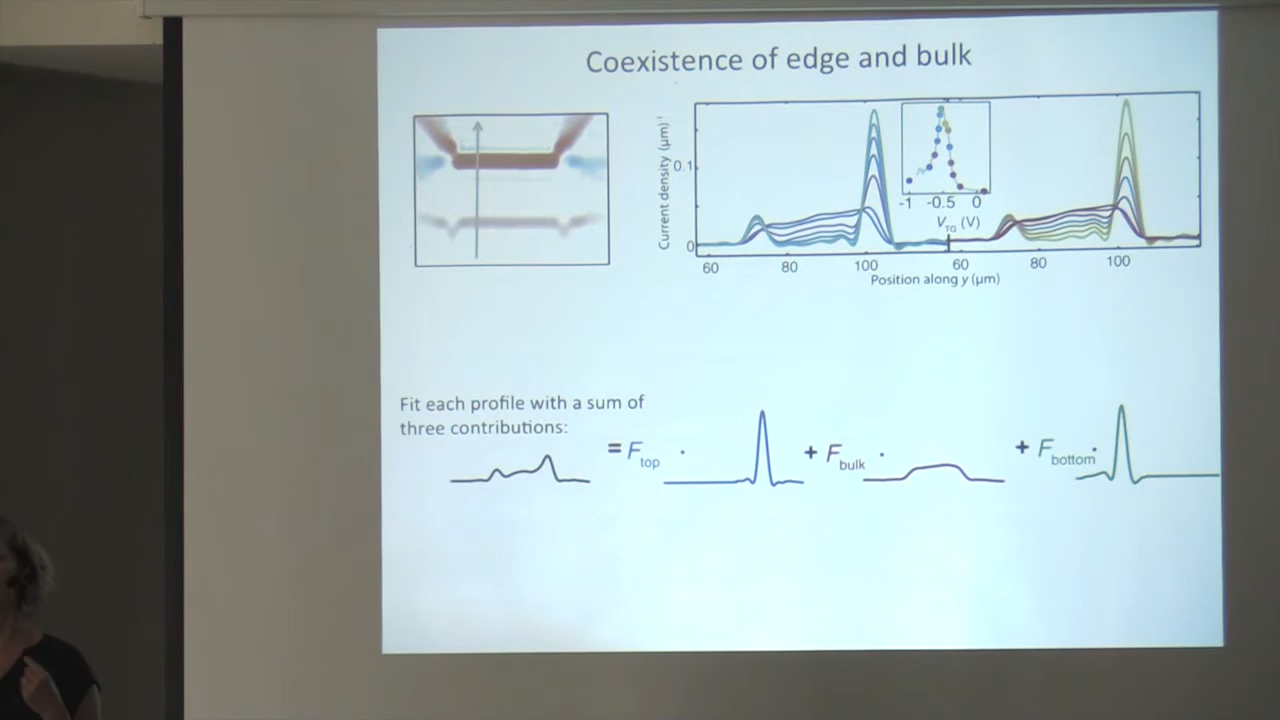 Coexistence of edge and bulk
Current density (μm)⁻¹
0.1
0
60 80 100 60 80 100
Position along y (μm)
-1 -0.5 0
V_TG (V)
Fit each profile with a sum of
three contributions:
= F_top · + F_bulk · + F_bottom ·